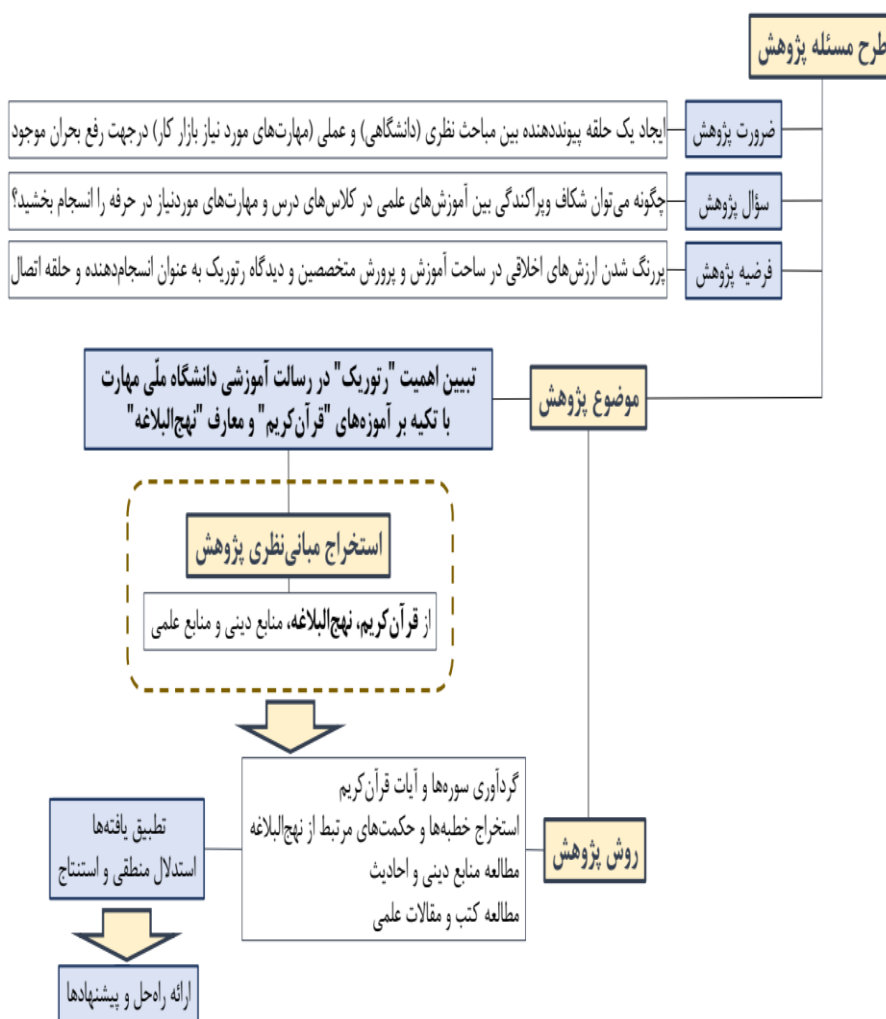 طرح مسئله پژوهش
ضرورت پژوهش
ایجاد یک حلقه پیونددهنده بین مباحث نظری (دانشگاهی) و عملی (مهارت‌های مورد نیاز بازار کار) درجهت رفع بحران موجود
سؤال پژوهش
چگونه می‌توان شکاف وپراکندگی بین آموزش‌های علمی در کلاس‌های درس و مهارت‌های موردنیاز در حرفه را انسجام بخشید؟
فرضیه پژوهش
پررنگ شدن ارزش‌های اخلاقی در ساحت آموزش و پرورش متخصصین و دیدگاه رتوریک به عنوان انسجام‌دهنده و حلقه اتصال
موضوع پژوهش
تبیین اهمیت "رتوریک" در رسالت آموزشی دانشگاه ملّی مهارت
با تکیه بر آموزه‌های "قرآن‌کریم" و معارف "نهج‌البلاغه"
استخراج مبانی‌نظری پژوهش
از قرآن‌کریم، نهج‌البلاغه، منابع دینی و منابع علمی
روش پژوهش
گردآوری سوره‌ها و آیات قرآن‌کریم
استخراج خطبه‌ها و حکمت‌های مرتبط از نهج‌البلاغه
مطالعه منابع دینی و احادیث
مطالعه کتب و مقالات علمی
تطبیق یافته‌ها
استدلال منطقی و استنتاج
ارائه راه‌حل و پیشنهادها